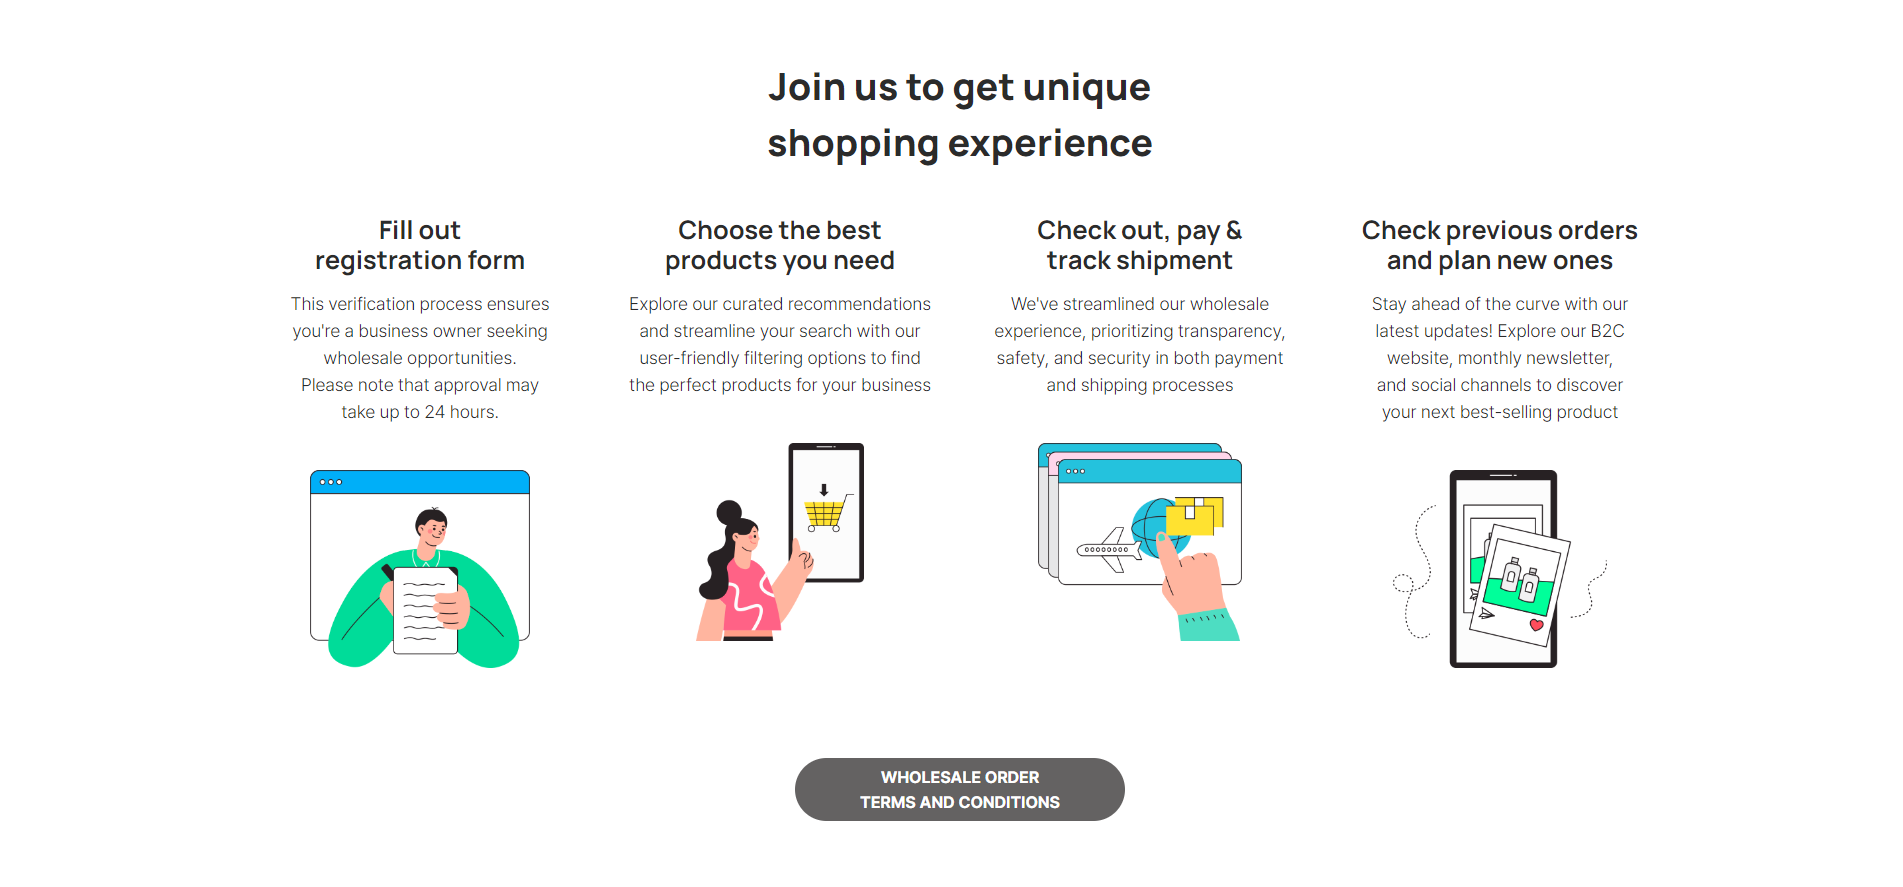 Join us to get unique
shopping experience
Fill out
registration form
This verification process ensures
you're a business owner seeking
wholesale opportunities.
Please note that approval may
take up to 24 hours.
Choose the best
products you need
Explore our curated recommendations
and streamline your search with our
user-friendly filtering options to find
the perfect products for your business
Check out, pay &
track shipment
We've streamlined our wholesale
experience, prioritizing transparency,
safety, and security in both payment
and shipping processes
Check previous orders
and plan new ones
Stay ahead of the curve with our
latest updates! Explore our B2C
website, monthly newsletter,
and social channels to discover
your next best-selling product
WHOLESALE ORDER
TERMS AND CONDITIONS